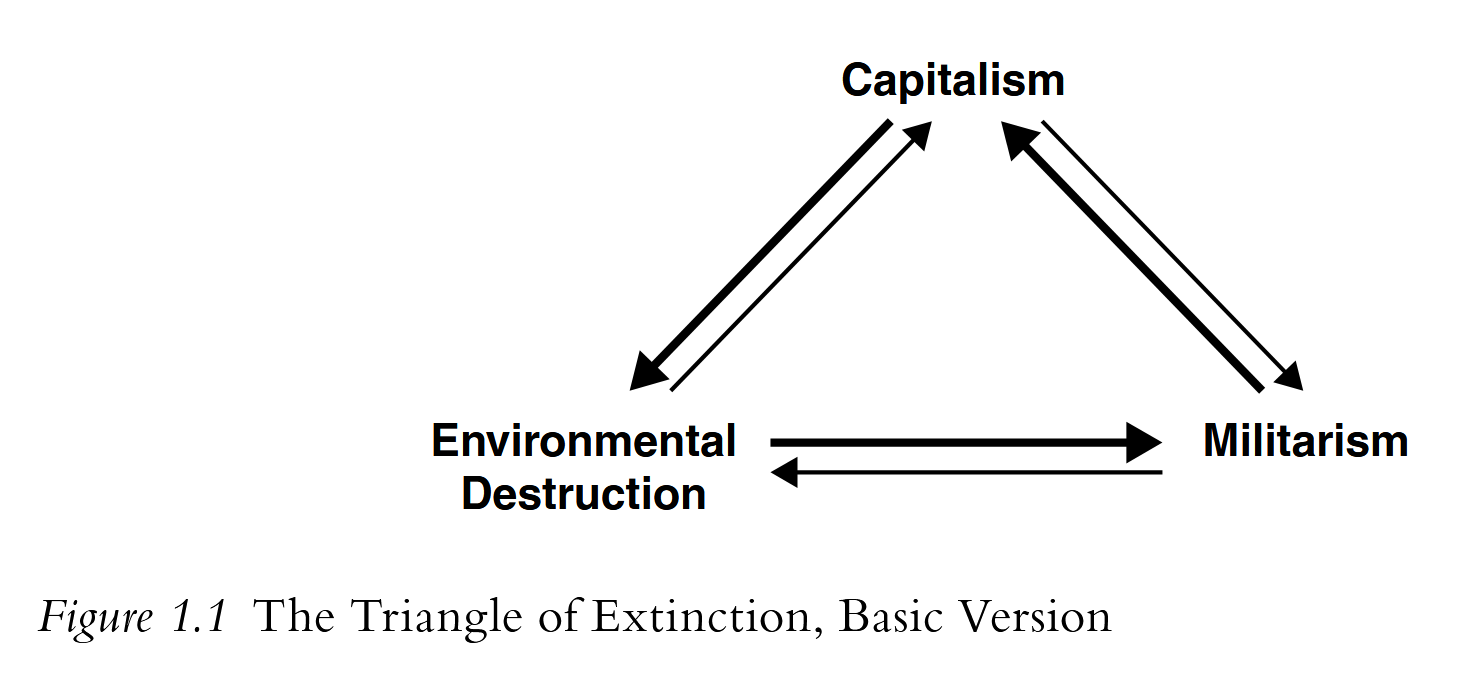 Capitalism
Environmental
Destruction
Militarism
Figure 1.1 The Triangle of Extinction, Basic Version